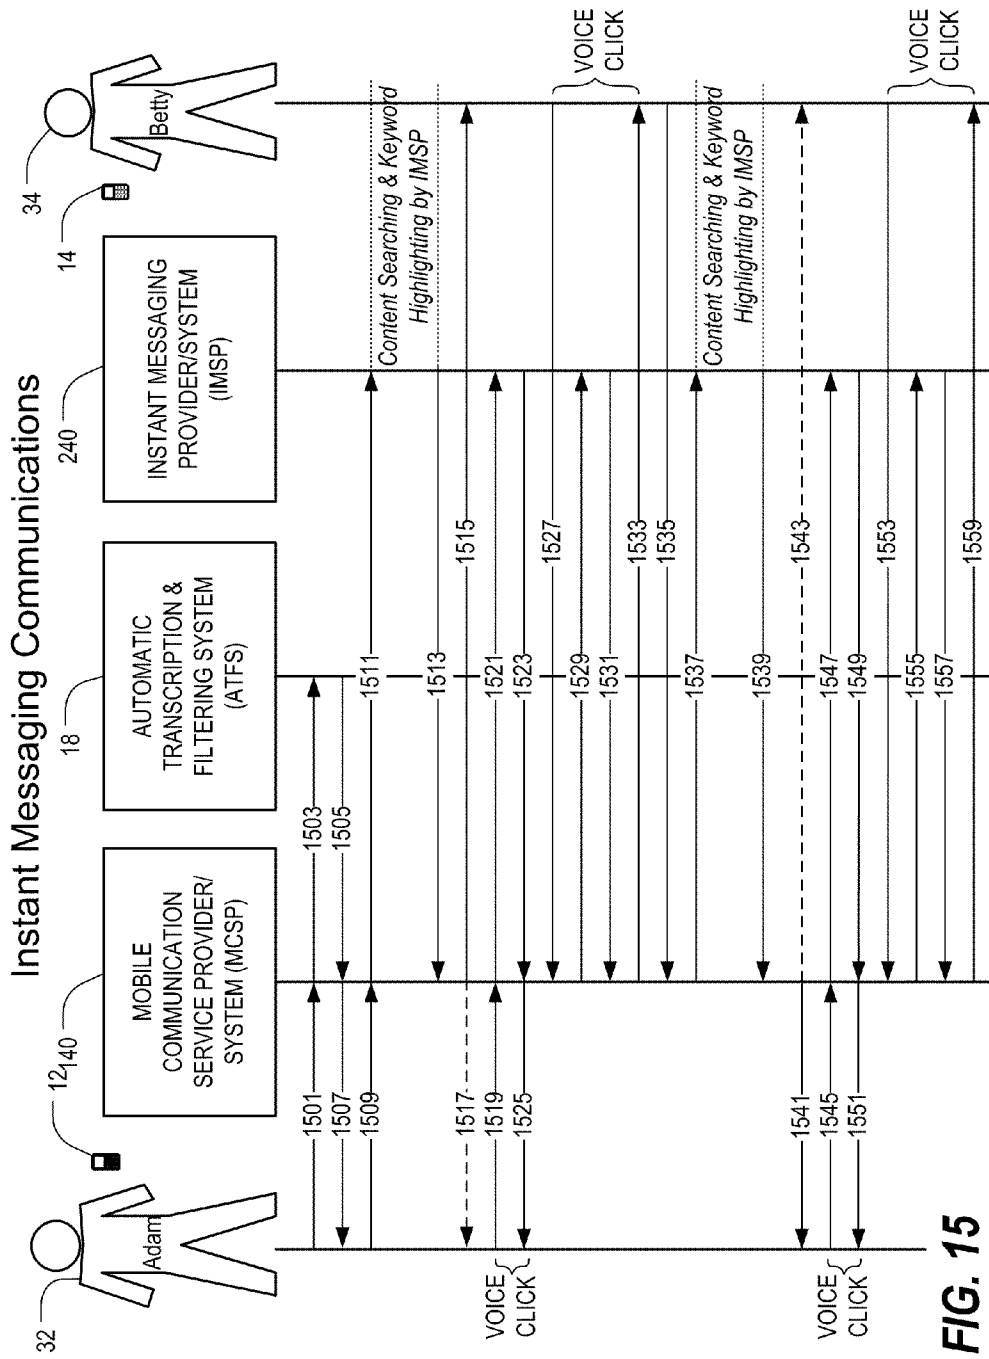 Instant Messaging Communications
32
12
140
18
240
14
34
Adam
MOBILE
COMMUNICATION
SERVICE PROVIDER/
SYSTEM (MCSP)
AUTOMATIC
TRANSCRIPTION &
FILTERING SYSTEM
(ATFS)
INSTANT MESSAGING
PROVIDER/SYSTEM
(IMSP)
Betty
1501
1503
1507
1505
1509
1511
Content Searching & Keyword
Highlighting by IMSP
1513
1517
1515
VOICE
CLICK
1519
1521
1525
1523
1527
1529
1531
1533
VOICE
CLICK
1535
1537
Content Searching & Keyword
Highlighting by IMSP
1539
1541
1543
VOICE
CLICK
1545
1547
1551
1549
1553
1555
1557
1559
VOICE
CLICK
FIG. 15